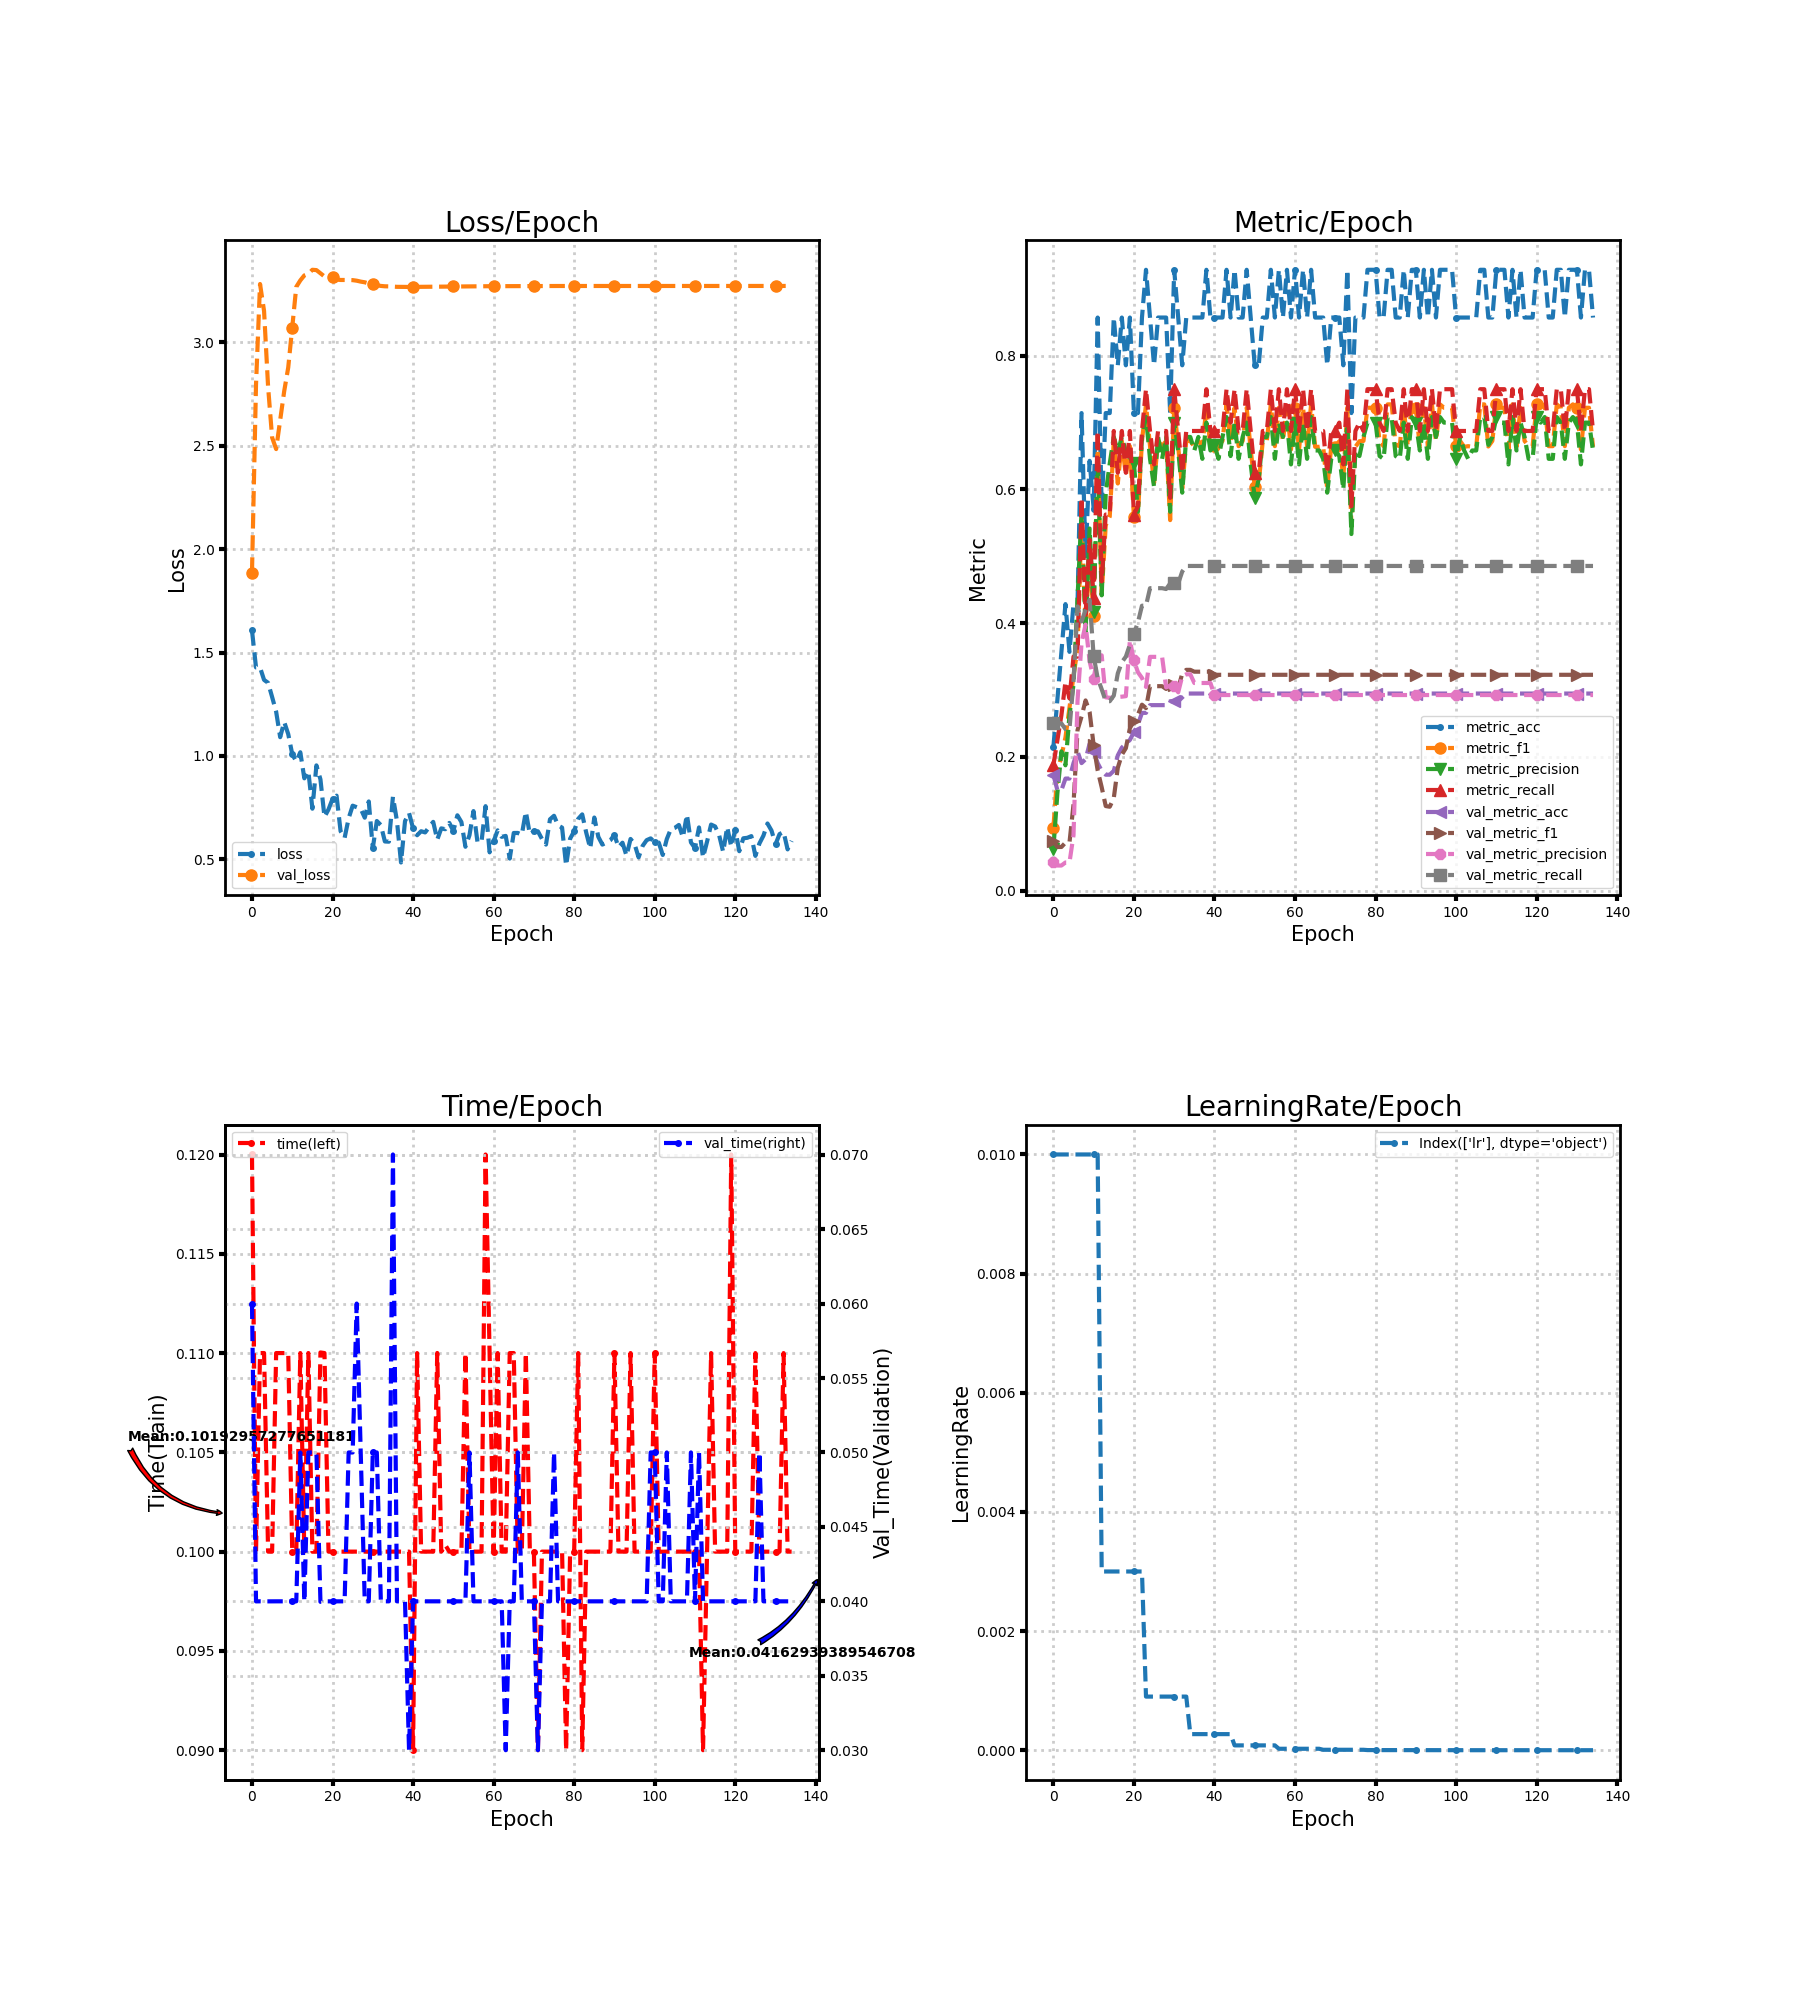 Loss/Epoch
3.0
2.5
2.0
1.5
1.0
0.5
Loss
loss
val_loss
0 20 40 60 80 100 120 140
Epoch
Metric/Epoch
0.8
0.6
0.4
0.2
0.0
Metric
metric_acc
metric_f1
metric_precision
metric_recall
val_metric_acc
val_metric_f1
val_metric_precision
val_metric_recall
0 20 40 60 80 100 120 140
Epoch
Time/Epoch
time(left)
val_time(right)
0.120
0.115
0.110
0.105
0.100
0.095
0.090
Time(Train)
Mean:0.10192957277651181
0.070
0.065
0.060
0.055
0.050
0.045
0.040
0.035
0.030
Val_Time(Validation)
Mean:0.04162939389546708
0 20 40 60 80 100 120 140
Epoch
LearningRate/Epoch
Index(['lr'], dtype='object')
0.010
0.008
0.006
0.004
0.002
0.000
LearningRate
0 20 40 60 80 100 120 140
Epoch